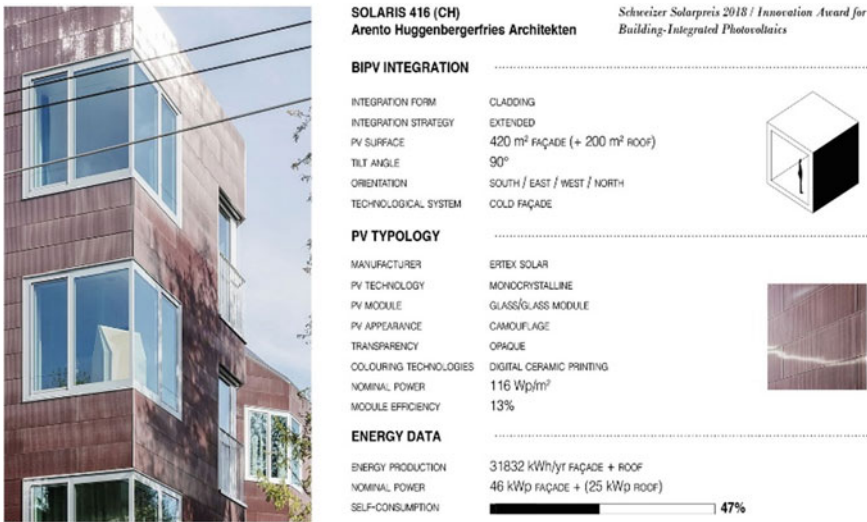 SOLARIS 416 (CH)
Arento Huggenbergerfries Architekten
Schweizer Solarpreis 2018 / Innovation Award for
Building-Integrated Photovoltaics
BIPV INTEGRATION
INTEGRATION FORM CLADDING
INTEGRATION STRATEGY EXTENDED
PV SURFACE 420 m² FAÇADE (+ 200 m² ROOF)
TILT ANGLE 90°
ORIENTATION SOUTH / EAST / WEST / NORTH
TECHNOLOGICAL SYSTEM COLD FAÇADE
PV TYPOLOGY
MANUFACTURER ERTEX SOLAR
PV TECHNOLOGY MONOCRYSTALLINE
PV MODULE GLASS/GLASS MODULE
PV APPEARANCE CAMOUFLAGE
TRANSPARENCY OPAQUE
COLOURING TECHNOLOGIES DIGITAL CERAMIC PRINTING
NOMINAL POWER 116 Wp/m²
MODULE EFFICIENCY 13%
ENERGY DATA
ENERGY PRODUCTION 31832 kWh/yr FAÇADE + ROOF
NOMINAL POWER 46 kWp FAÇADE + (25 kWp ROOF)
SELF-CONSUMPTION 47%